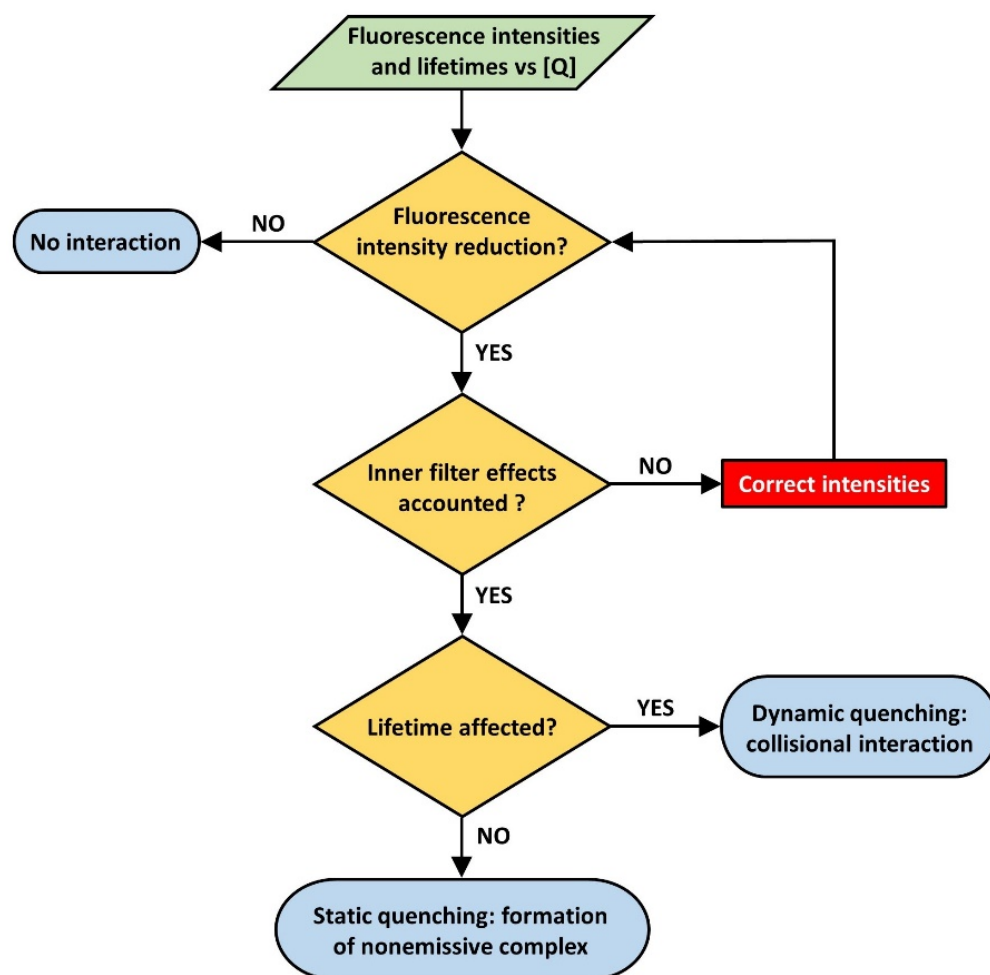 Fluorescence intensities
and lifetimes vs [Q]
Fluorescence
intensity reduction?
NO
No interaction
YES
Inner filter effects
accounted ?
NO
Correct intensities
YES
Lifetime affected?
YES
Dynamic quenching:
collisional interaction
NO
Static quenching: formation
of nonemissive complex